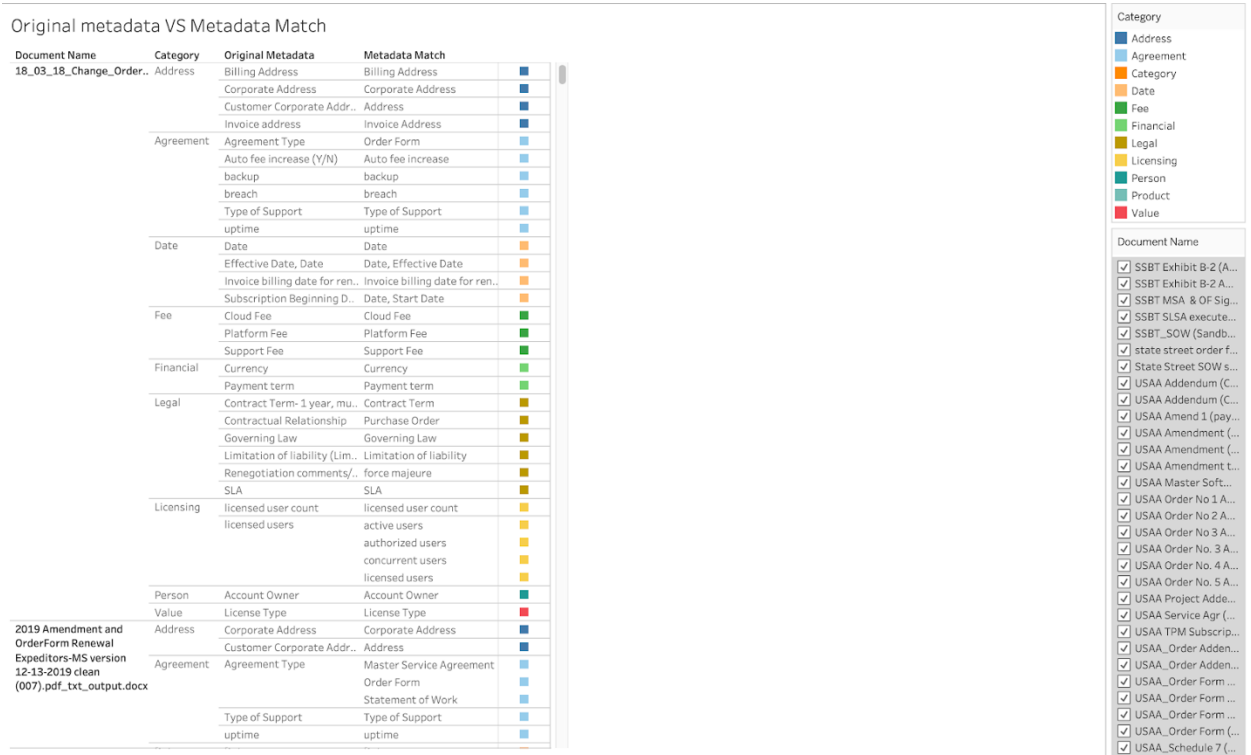 Original metadata VS Metadata Match
Document Name Category Original Metadata Metadata Match
18_03_18_Change_Order.. Address Billing Address Billing Address
Corporate Address Corporate Address
Customer Corporate Addr.. Address
Invoice address Invoice Address
Agreement Agreement Type Order Form
Auto fee increase (Y/N) Auto fee increase
backup backup
breach breach
Type of Support Type of Support
uptime uptime
Date Date Date
Effective Date, Date Date, Effective Date
Invoice billing date for ren.. Invoice billing date for ren..
Subscription Beginning D.. Date, Start Date
Fee Cloud Fee Cloud Fee
Platform Fee Platform Fee
Support Fee Support Fee
Financial Currency Currency
Payment term Payment term
Legal Contract Term- 1 year, mu.. Contract Term
Contractual Relationship Purchase Order
Governing Law Governing Law
Limitation of liability (Lim.. Limitation of liability
Renegotiation comments/.. force majeure
SLA SLA
Licensing licensed user count licensed user count
licensed users active users
authorized users
concurrent users
licensed users
Person Account Owner Account Owner
Value License Type License Type
2019 Amendment and Address Corporate Address Corporate Address
OrderForm Renewal Customer Corporate Addr.. Address
Expeditors-MS version Agreement Agreement Type Master Service Agreement
12-13-2019 clean Order Form
(007).pdf_txt_output.docx Statement of Work
Type of Support Type of Support
uptime uptime
Category
Address
Agreement
Category
Date
Fee
Financial
Legal
Licensing
Person
Product
Value
Document Name
SSBT Exhibit B-2 (A...
SSBT Exhibit B-2 A...
SSBT MSA & OF Sig...
SSBT SLSA execute...
SSBT_SOW (Sandb...
state street order f...
State Street SOW s...
USAA Addendum (C...
USAA Addendum (C...
USAA Amend 1 (pay...
USAA Amendment (...
USAA Amendment (...
USAA Amendment t...
USAA Master Soft...
USAA Order No 1 A...
USAA Order No 2 A...
USAA Order No 3 A...
USAA Order No. 3 A...
USAA Order No. 4 A...
USAA Order No. 5 A...
USAA Project Adde...
USAA Service Agr (...
USAA TPM Subscrip...
USAA_Order Adden...
USAA_Order Adden...
USAA_Order Form ...
USAA_Order Form ...
USAA_Order Form ...
USAA_Order Form (...
USAA_Schedule 7 (...